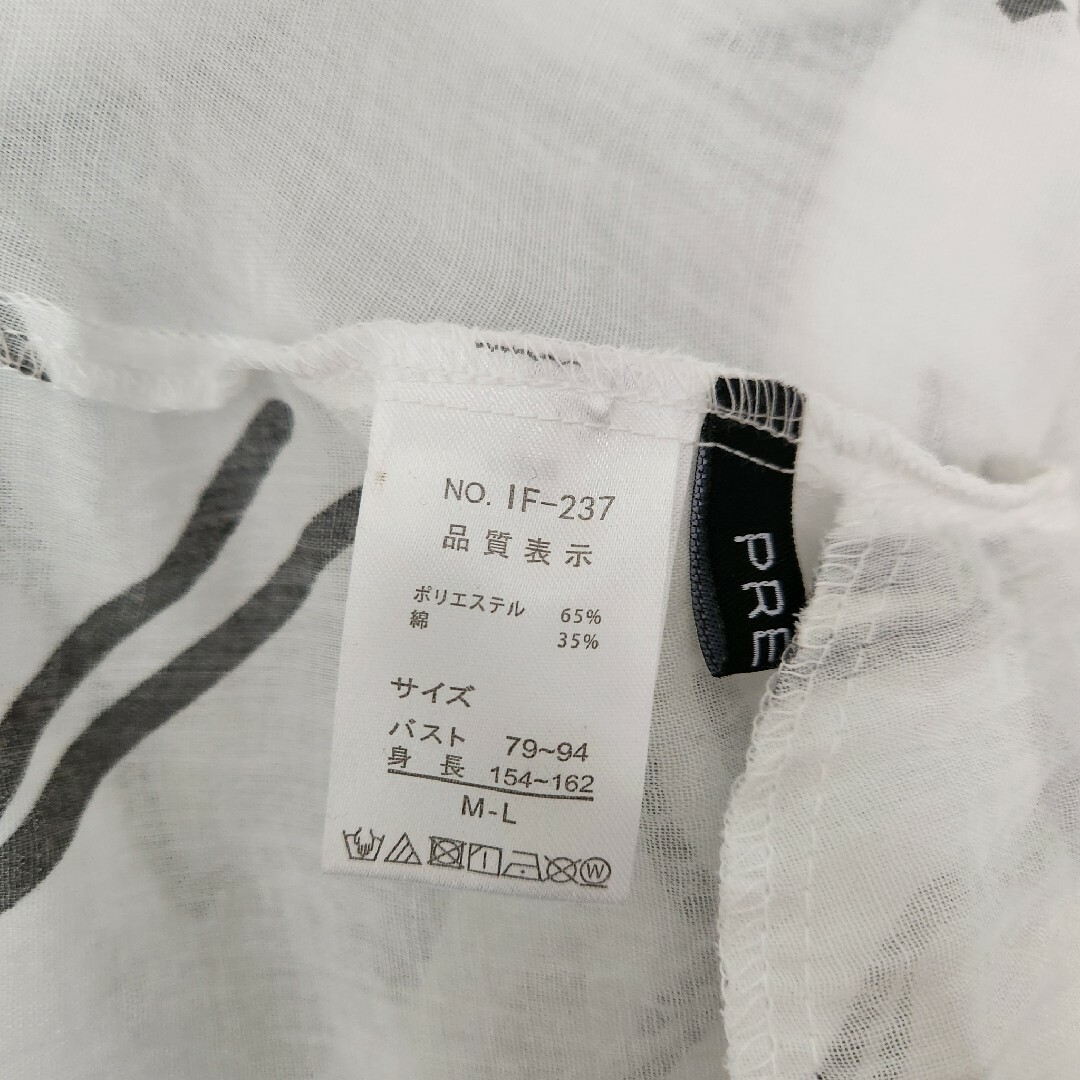 NO. IF-237
品質表示
ポリエステル 65%
綿 35%
サイズ
バスト 79~94
身 長 154~162
M-L
W
PRE